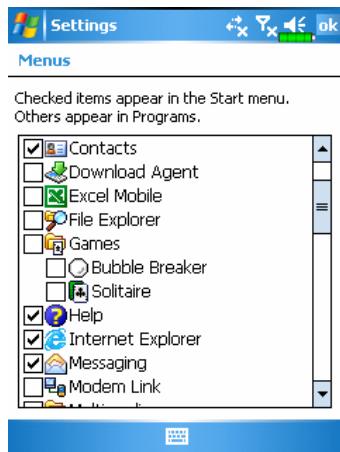 Settings
ok
Menus
Checked items appear in the Start menu.
Others appear in Programs.
Contacts
Download Agent
Excel Mobile
File Explorer
Games
Bubble Breaker
Solitaire
Help
Internet Explorer
Messaging
Modem Link